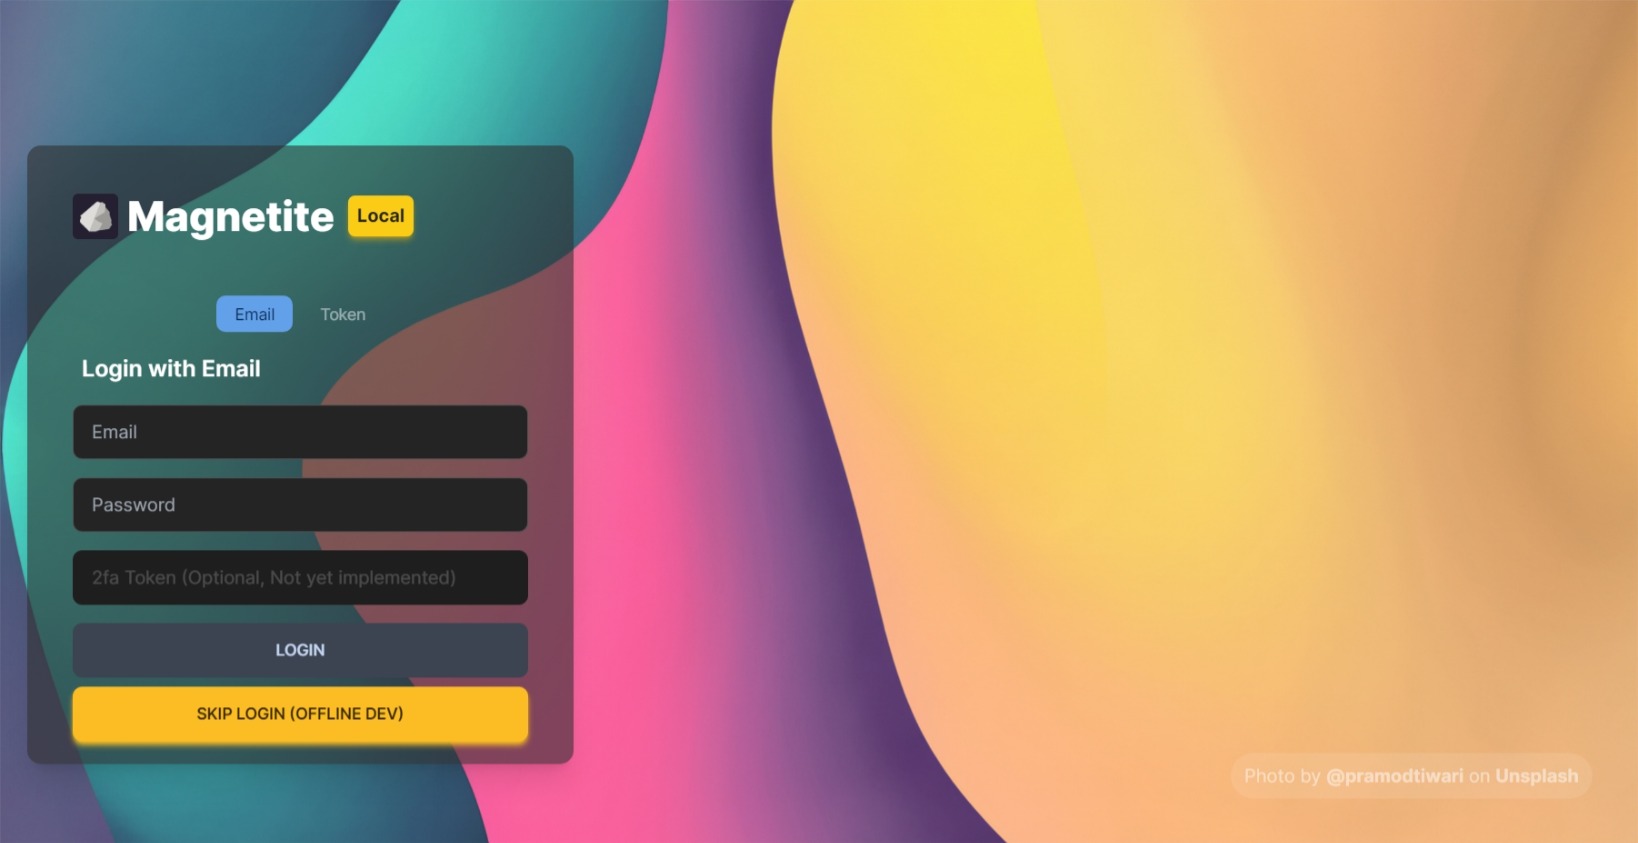 Magnetite Local
Email Token
Login with Email
Email
Password
2fa Token (Optional, Not yet implemented)
LOGIN
SKIP LOGIN (OFFLINE DEV)
Photo by @pramodtiwari on Unsplash